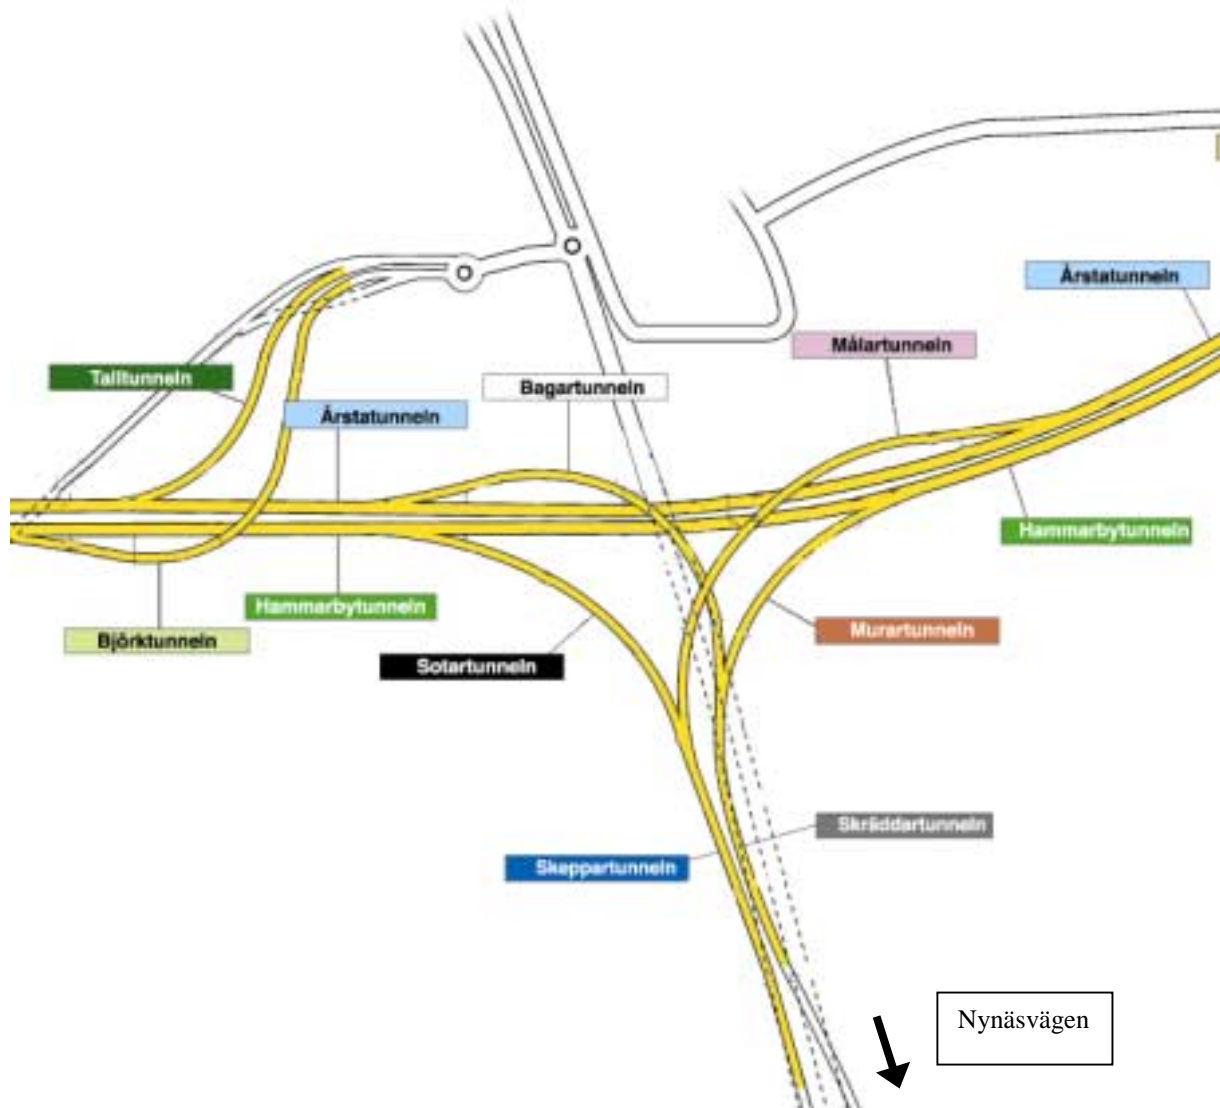 Årstatunneln
Målartunneln
Talltunneln
Bagartunneln
Årstatunneln
Hammarbytunneln
Hammarbytunneln
Björktunneln
Murartunneln
Sotartunneln
Skräddartunneln
Skeppartunneln
Nynäsvägen